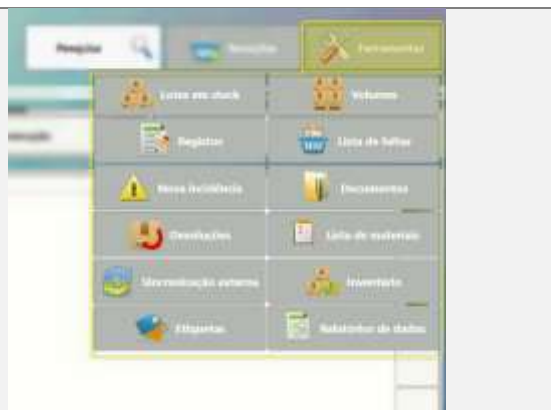 Pesquisa
Ferramentas
Lotes em stock
Volumes
Registos
Lista de faltas
Nova incidência
Documentos
Devoluções
Lista de materiais
Sincronização externa
Inventário
Etiquetas
Relatórios de dados